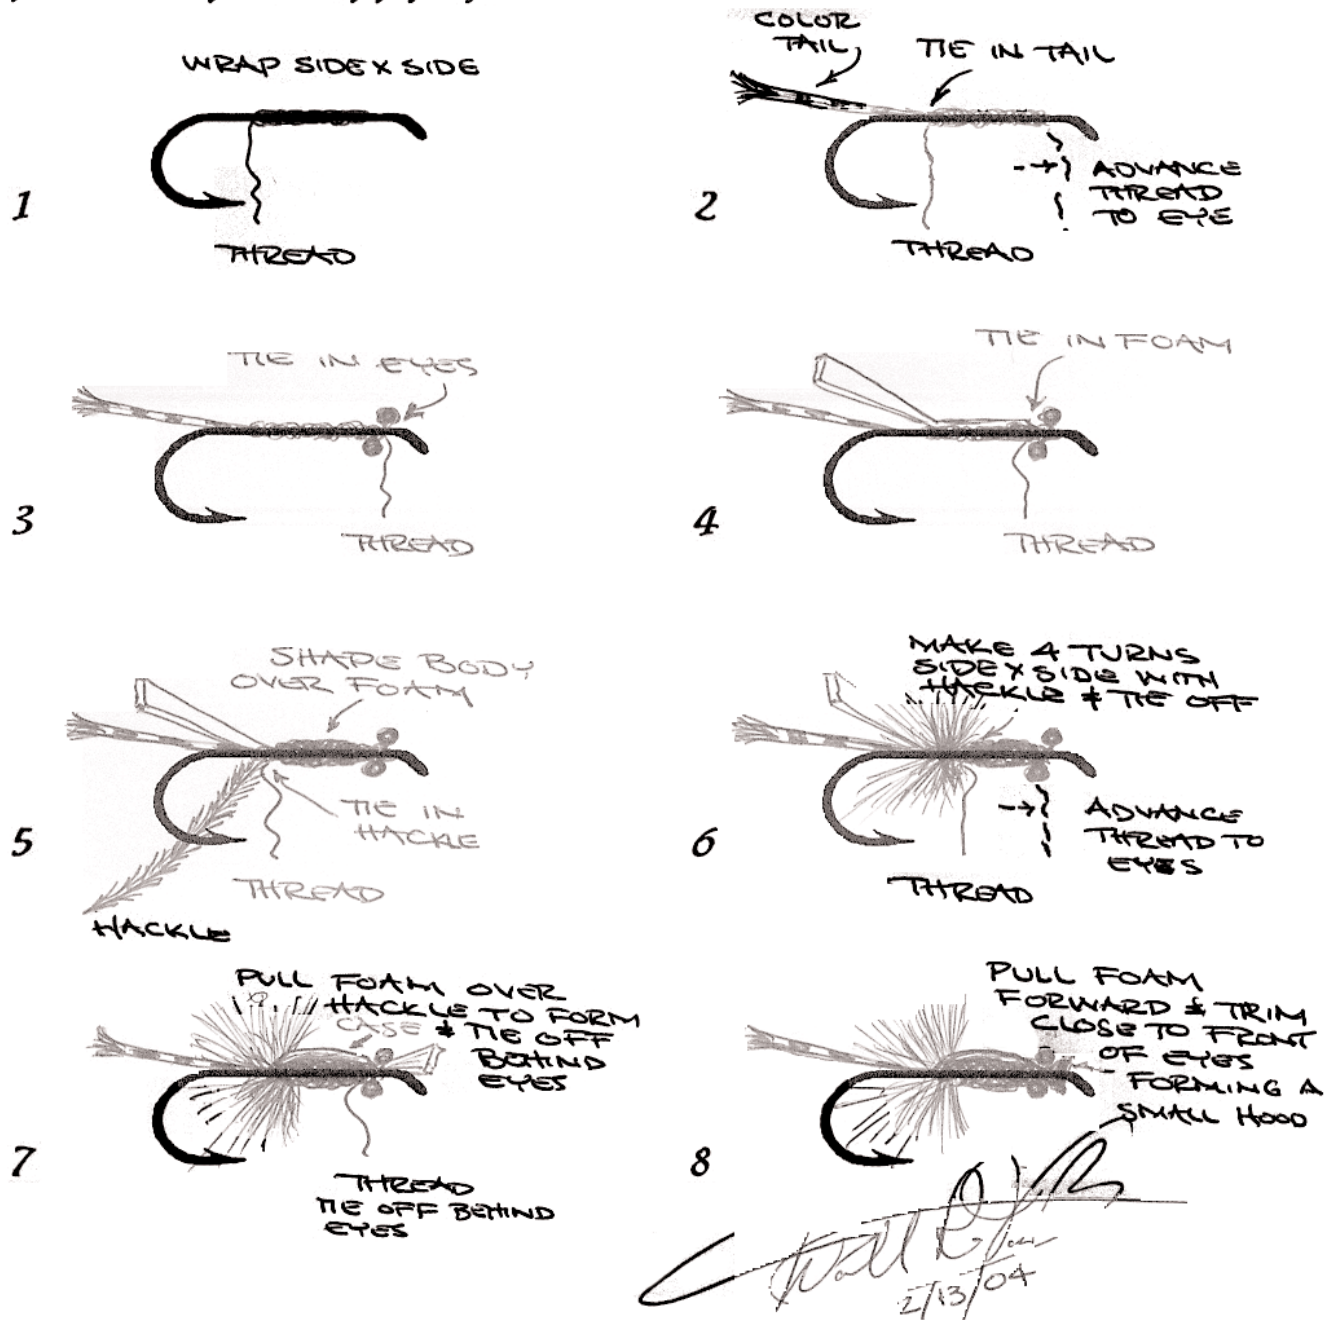 WRAP SIDE X SIDE
THREAD
1
COLOR
TAIL
TIE IN TAIL
ADVANCE
THREAD
TO EYE
THREAD
2
TIE IN EYES
THREAD
3
TIE IN FOAM
THREAD
4
SHAPE BODY
OVER FOAM
TIE IN
HACKLE
THREAD
HACKLE
5
MAKE 4 TURNS
SIDE X SIDE WITH
HACKLE & TIE OFF
ADVANCE
THREAD TO
EYES
THREAD
6
PULL FOAM OVER
HACKLE TO FORM
CASE & TIE OFF
BEHIND
EYES
THREAD
TIE OFF BEHIND
EYES
7
PULL FOAM
FORWARD & TRIM
CLOSE TO FRONT
OF EYES
FORMING A
SMALL HOOD
8
2/13/04